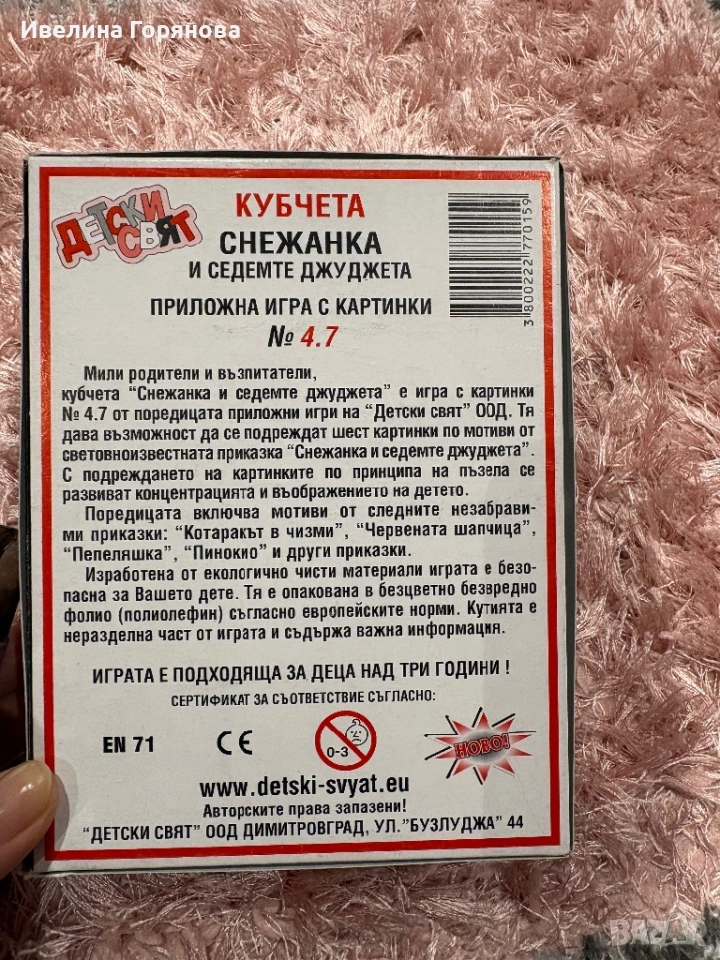 Ивелина Горянова
ДЕТСКИ
СВЯТ
КУБЧЕТА
СНЕЖАНКА
И СЕДЕМТЕ ДЖУДЖЕТА
ПРИЛОЖНА ИГРА С КАРТИНКИ
№ 4.7
3 800222 770159
Мили родители и възпитатели,
кубчета "Снежанка и седемте джуджета" е игра с картинки
№ 4.7 от поредицата приложни игри на "Детски свят" ООД. Тя
дава възможност да се подреждат шест картинки по мотиви от
световноизвестната приказка "Снежанка и седемте джуджета".
С подреждането на картинките по принципа на пъзела се
развиват концентрацията и въображението на детето.
Поредицата включва мотиви от следните незабрави-
ми приказки: "Котаракът в чизми", "Червената шапчица",
"Пепеляшка", "Пинокио" и други приказки.
Изработена от екологично чисти материали играта е безо-
пасна за Вашето дете. Тя е опакована в безцветно безвредно
фолио (полиолефин) съгласно европейските норми. Кутията е
неразделна част от играта и съдържа важна информация.
ИГРАТА Е ПОДХОДЯЩА ЗА ДЕЦА НАД ТРИ ГОДИНИ !
СЕРТИФИКАТ ЗА СЪОТВЕТСТВИЕ СЪГЛАСНО:
EN 71
CE
0-3
НОВО!
www.detski-svyat.eu
Авторските права запазени!
"ДЕТСКИ СВЯТ" ООД ДИМИТРОВГРАД, УЛ."БУЗЛУДЖА" 44
BAZAR